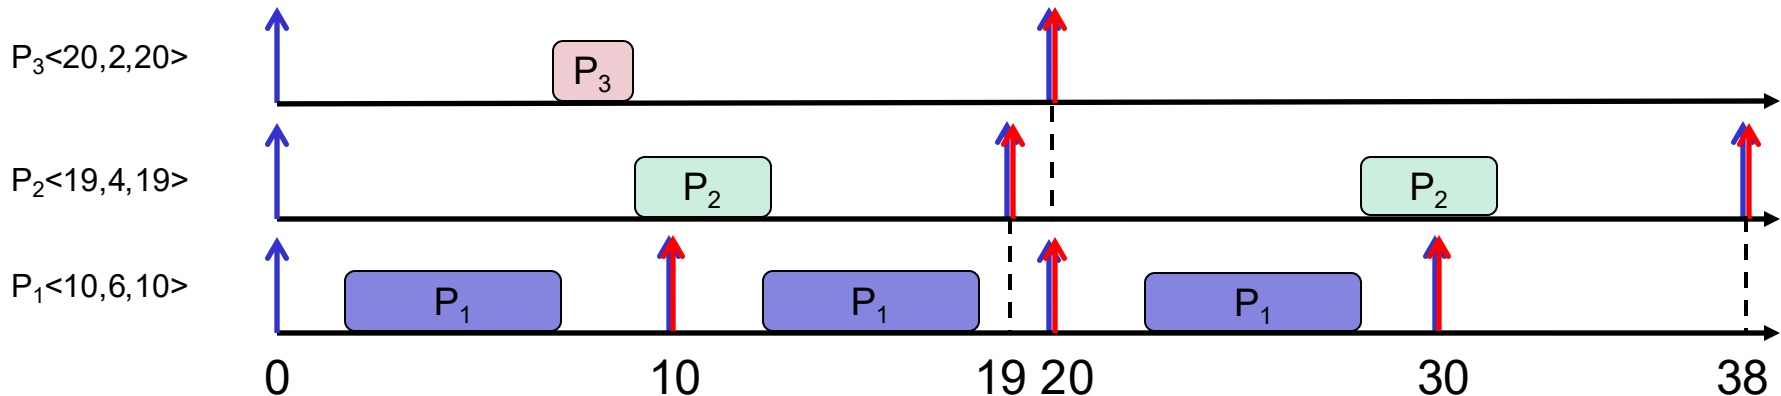 P₃<20,2,20>
P₃
P₂<19,4,19>
P₂
P₂
P₁<10,6,10>
P₁
P₁
P₁
0 10 19 20 30 38